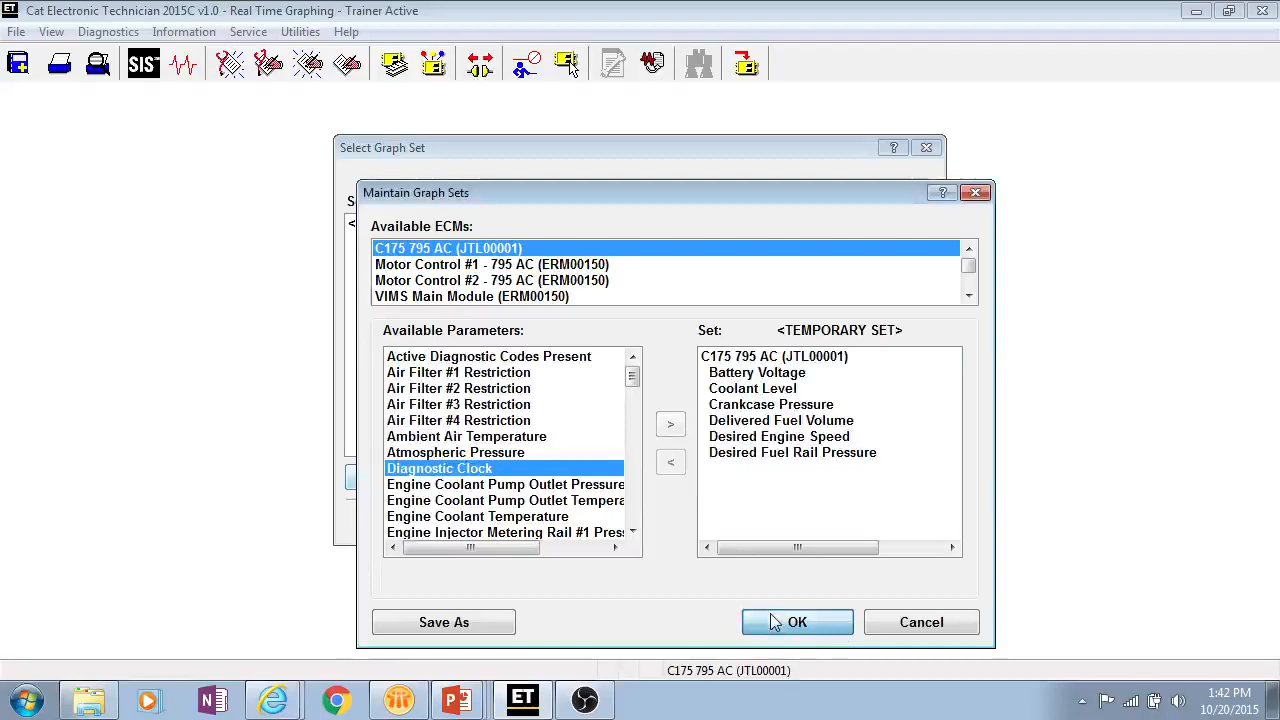 ET Cat Electronic Technician 2015C v1.0 - Real Time Graphing - Trainer Active
File View Diagnostics Information Service Utilities Help
SIS
Select Graph Set
Maintain Graph Sets
Available ECMs:
C175 795 AC (JTL00001)
Motor Control #1 - 795 AC (ERM00150)
Motor Control #2 - 795 AC (ERM00150)
VIMS Main Module (ERM00150)
Available Parameters:
Active Diagnostic Codes Present
Air Filter #1 Restriction
Air Filter #2 Restriction
Air Filter #3 Restriction
Air Filter #4 Restriction
Ambient Air Temperature
Atmospheric Pressure
Diagnostic Clock
Engine Coolant Pump Outlet Pressure
Engine Coolant Pump Outlet Tempera
Engine Coolant Temperature
Engine Injector Metering Rail #1 Pres
Set: <TEMPORARY SET>
C175 795 AC (JTL00001)
Battery Voltage
Coolant Level
Crankcase Pressure
Delivered Fuel Volume
Desired Engine Speed
Desired Fuel Rail Pressure
>
<
Save As
OK
Cancel
C175 795 AC (JTL00001)
ET
1:42 PM
10/20/2015